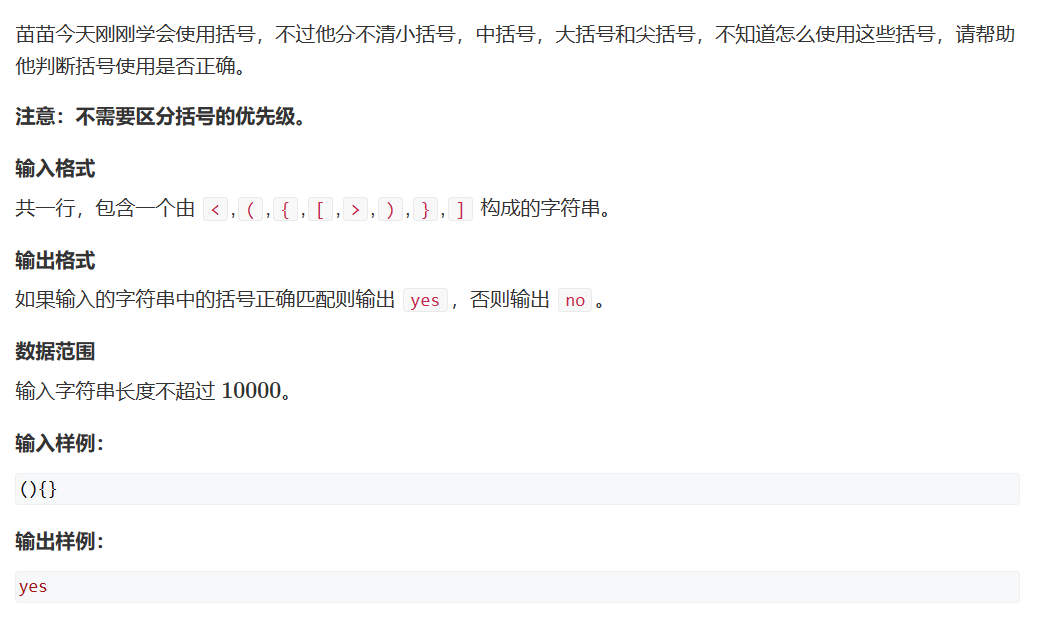 苗苗今天刚刚学会使用括号，不过他分不清小括号，中括号，大括号和尖括号，不知道怎么使用这些括号，请帮助
他判断括号使用是否正确。
注意：不需要区分括号的优先级。
输入格式
共一行，包含一个由 <,(,{,[,>,),},] 构成的字符串。
输出格式
如果输入的字符串中的括号正确匹配则输出 yes，否则输出 no。
数据范围
输入字符串长度不超过 10000。
输入样例：
(){}
输出样例：
yes